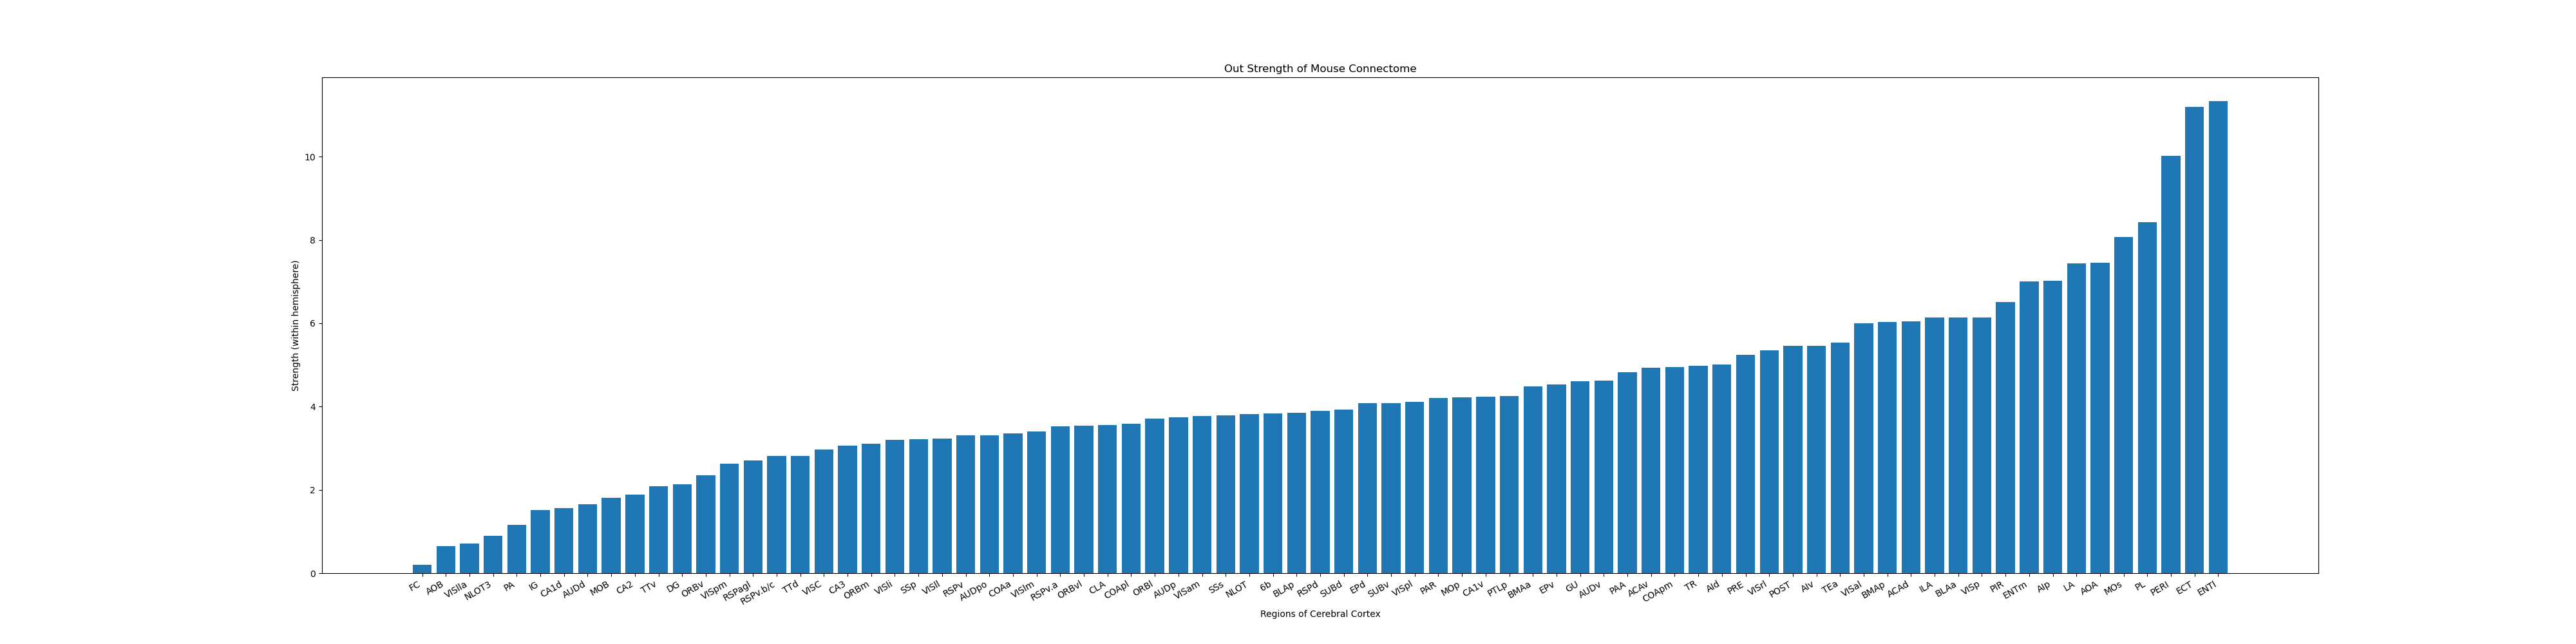 Out Strength of Mouse Connectome
10
8
6
4
2
0
Strength (within hemisphere)
FC AOB VISlla NLOT3 PA IG CA1d AUDd MOB CA2 TTv DG ORBv VISpm RSPagl RSPv.b/c TTd VISC CA3 ORBm VISli SSp VISll RSPv AUDpo COAa VISlm RSPv.a ORBvl CLA COApl ORBl AUDp VISam SSs NLOT 6b BLAp RSPd SUBd EPd SUBv VISpl PAR MOp CA1v PTLp BMAa EPv GU AUDv PAA ACAv COApm TR AId PRE VISrl POST AIv TEa VISal BMAp ACAd ILA BLAa VISp PIR ENTm AIp LA AOA MOs PL PERI ECT ENTl
Regions of Cerebral Cortex